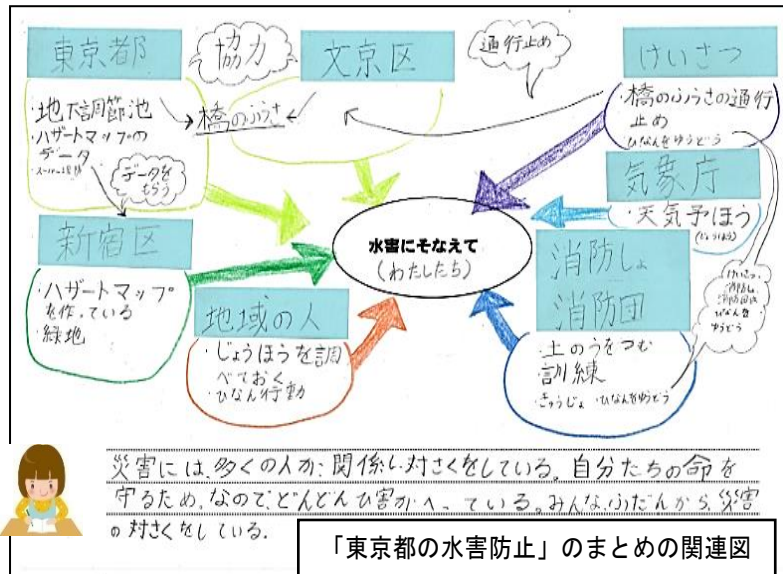 東京都
協力
文京区
通行止め
けいさつ
・地下調節池
・ハザードマップの
データ
→橋のふうさ←
データを
もらう
・橋のふうさの通行
止め
・ひなんをゆうどう
気象庁
・天気予ほう
(じょうほう)
新宿区
・ハザードマップ
を作っている
・緑地
水害にそなえて
(わたしたち)
地域の人
・じょうほうを調
べておく
・ひなん行動
消防しょ
消防団
・土のうをつむ
訓練
・きゅうじょ ・ひなんをゆうどう
けいさつ、
消防しょ、
消防団は
ひなんを
ゆうどう
災害には、多くの人が、関係し、対さくをしている。自分たちの命を
守るため。なので、どんどんひ害がへっている。みんな、ふだんから、災害
の対さくをしている。
「東京都の水害防止」のまとめの関連図